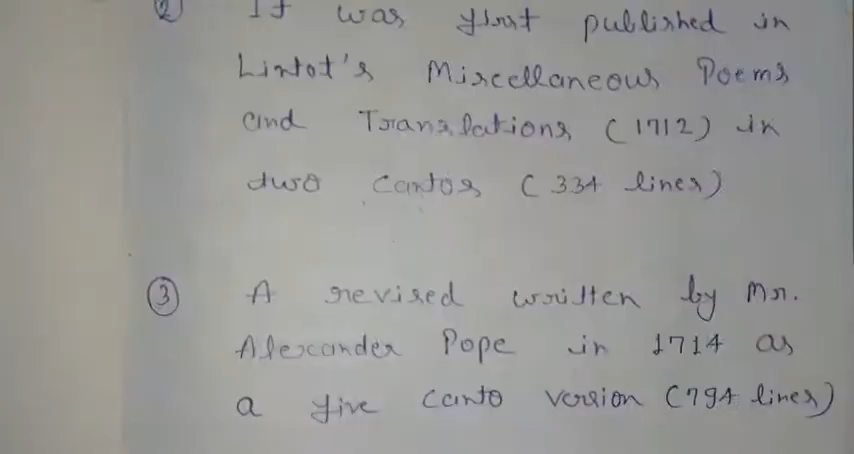 ② It was first published in
Lintot's Miscellaneous Poems
and Translations (1712) in
two cantos (334 lines)
③ A revised written by Mr.
Alexander Pope in 1714 as
a five canto version (794 lines)